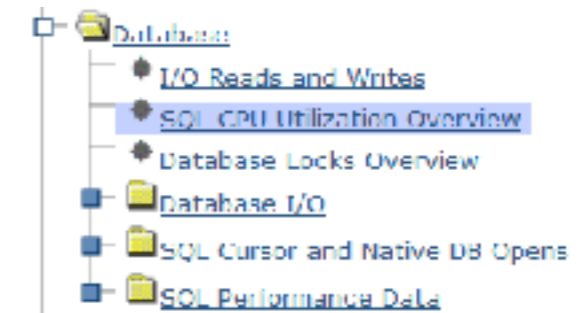 Database
I/O Reads and Writes
SQL CPU Utilization Overview
Database Locks Overview
Database I/O
SQL Cursor and Native DB Opens
SQL Performance Data